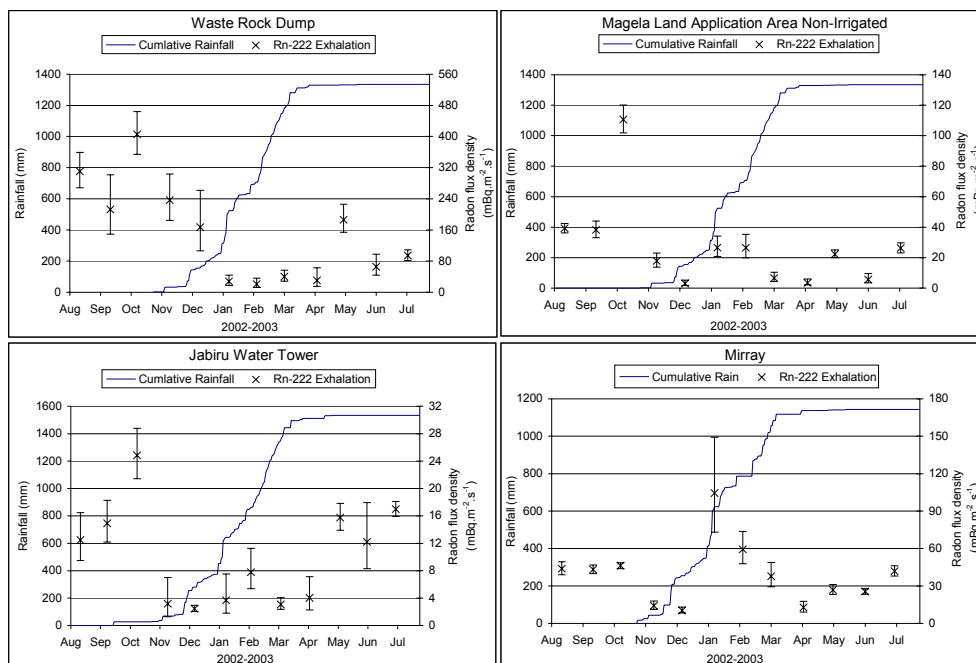 Waste Rock Dump
Cumulative Rainfall Rn-222 Exhalation
Rainfall (mm)
1400
1200
1000
800
600
400
200
0
560
480
400
320
240
160
80
0
Radon flux density
(mBq.m-2.s-1)
Aug Sep Oct Nov Dec Jan Feb Mar Apr May Jun Jul
2002-2003
Magela Land Application Area Non-Irrigated
Cumulative Rainfall Rn-222 Exhalation
Rainfall (mm)
1400
1200
1000
800
600
400
200
0
140
120
100
80
60
40
20
0
Radon flux density
Aug Sep Oct Nov Dec Jan Feb Mar Apr May Jun Jul
2002-2003
Jabiru Water Tower
Cumulative Rainfall Rn-222 Exhalation
Rainfall (mm)
1600
1400
1200
1000
800
600
400
200
0
32
28
24
20
16
12
8
4
0
Radon flux density
(mBq.m-2.s-1)
Aug Sep Oct Nov Dec Jan Feb Mar Apr May Jun Jul
2002-2003
Mirray
Cumulative Rain Rn-222 Exhalation
Rainfall (mm)
1200
1000
800
600
400
200
0
180
150
120
90
60
30
0
Radon flux density
(mBq.m-2.s-1)
Aug Sep Oct Nov Dec Jan Feb Mar Apr May Jun Jul
2002-2003